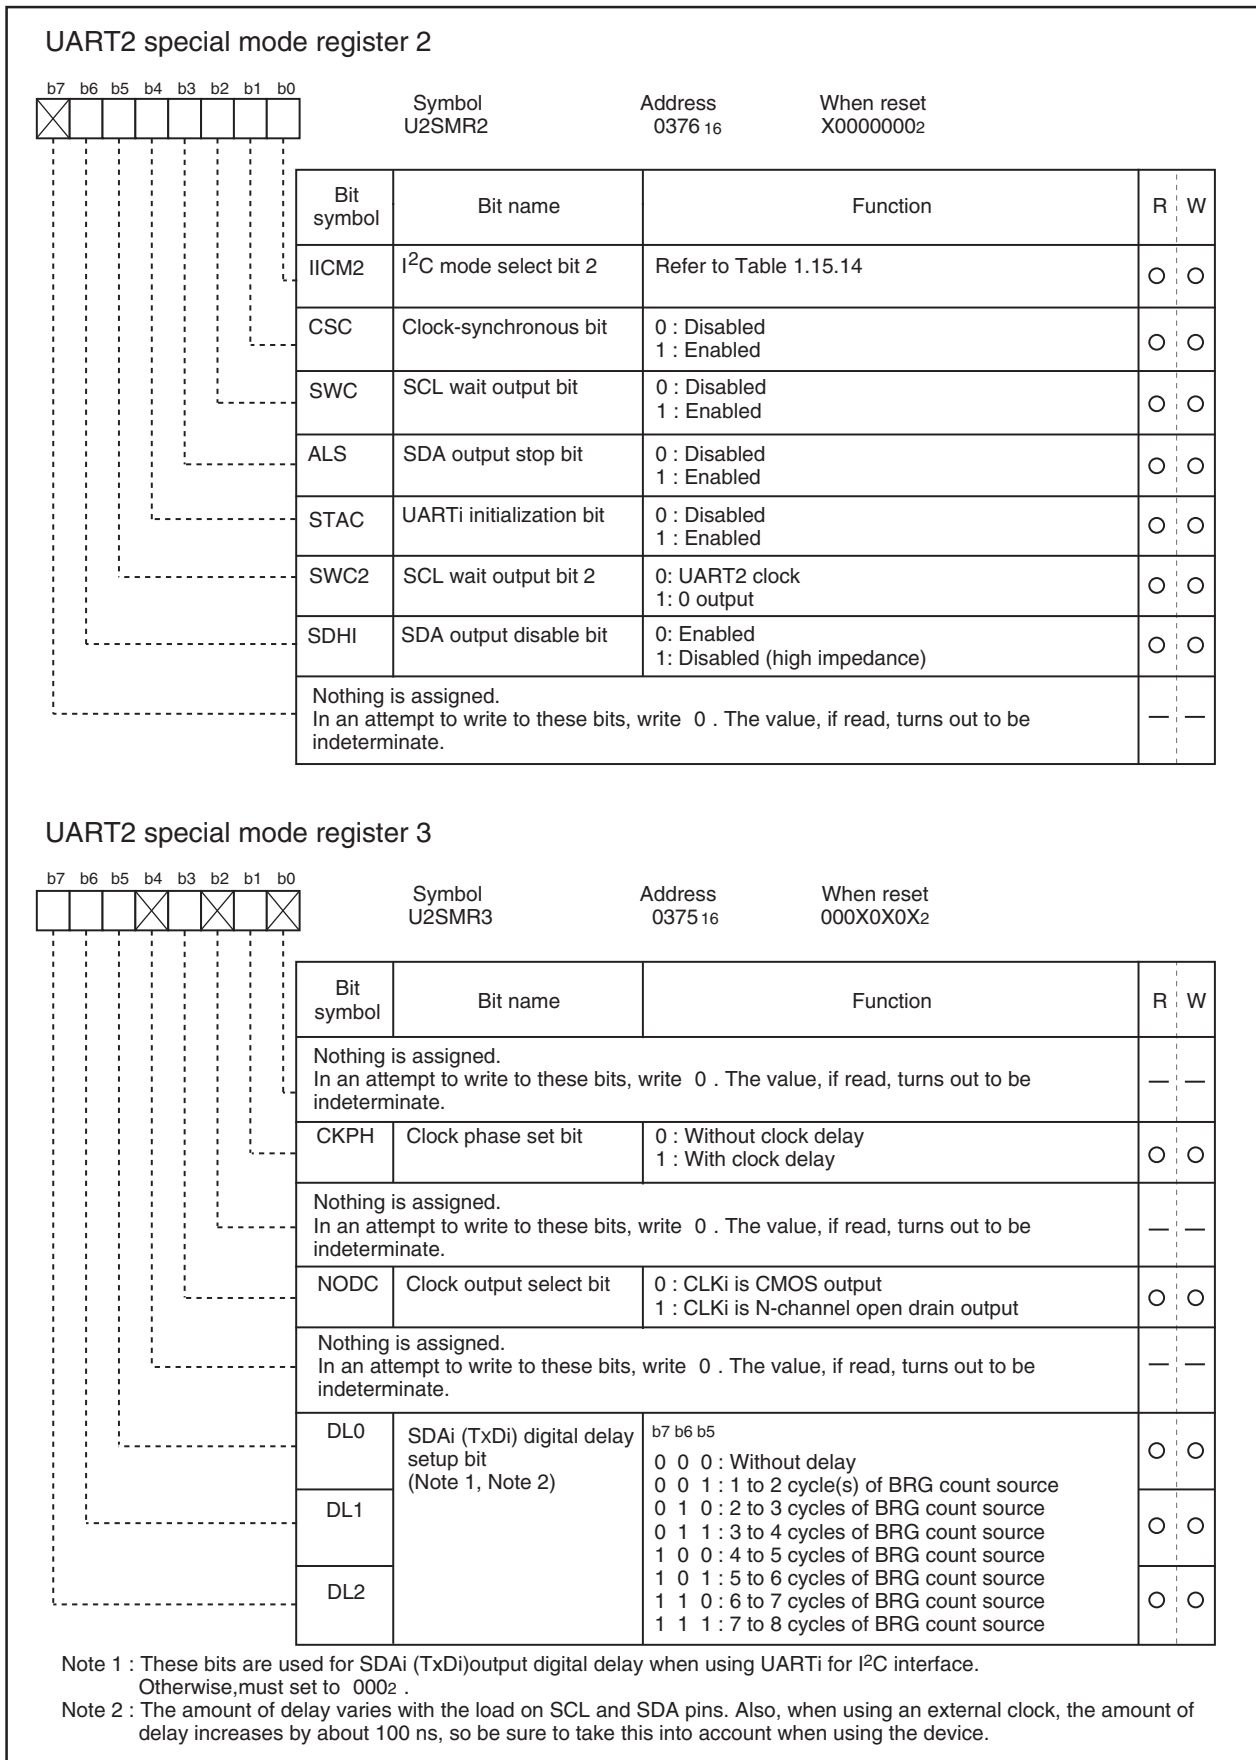 UART2 special mode register 2
b7 b6 b5 b4 b3 b2 b1 b0
Symbol Address When reset
U2SMR2 037616 X00000002
Bit symbol Bit name Function R W
IICM2 I2C mode select bit 2 Refer to Table 1.15.14
CSC Clock-synchronous bit 0 : Disabled
1 : Enabled
SWC SCL wait output bit 0 : Disabled
1 : Enabled
ALS SDA output stop bit 0 : Disabled
1 : Enabled
STAC UARTi initialization bit 0 : Disabled
1 : Enabled
SWC2 SCL wait output bit 2 0: UART2 clock
1: 0 output
SDHI SDA output disable bit 0: Enabled
1: Disabled (high impedance)
Nothing is assigned.
In an attempt to write to these bits, write 0 . The value, if read, turns out to be
indeterminate.
UART2 special mode register 3
b7 b6 b5 b4 b3 b2 b1 b0
Symbol Address When reset
U2SMR3 037516 000X0X0X2
Bit symbol Bit name Function R W
Nothing is assigned.
In an attempt to write to these bits, write 0 . The value, if read, turns out to be
indeterminate.
CKPH Clock phase set bit 0 : Without clock delay
1 : With clock delay
Nothing is assigned.
In an attempt to write to these bits, write 0 . The value, if read, turns out to be
indeterminate.
NODC Clock output select bit 0 : CLKi is CMOS output
1 : CLKi is N-channel open drain output
Nothing is assigned.
In an attempt to write to these bits, write 0 . The value, if read, turns out to be
indeterminate.
DL0
DL1
DL2
SDAi (TxDi) digital delay
setup bit
(Note 1, Note 2)
b7 b6 b5
0 0 0 : Without delay
0 0 1 : 1 to 2 cycle(s) of BRG count source
0 1 0 : 2 to 3 cycles of BRG count source
0 1 1 : 3 to 4 cycles of BRG count source
1 0 0 : 4 to 5 cycles of BRG count source
1 0 1 : 5 to 6 cycles of BRG count source
1 1 0 : 6 to 7 cycles of BRG count source
1 1 1 : 7 to 8 cycles of BRG count source
Note 1 : These bits are used for SDAi (TxDi)output digital delay when using UARTi for I2C interface.
Otherwise,must set to 0002 .
Note 2 : The amount of delay varies with the load on SCL and SDA pins. Also, when using an external clock, the amount of
delay increases by about 100 ns, so be sure to take this into account when using the device.